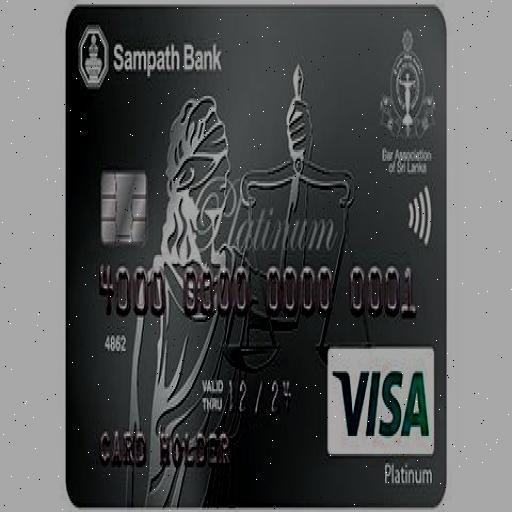 Sampath Bank
Bar Association
of Sri Lanka
Platinum
4000 0000 0000 0001
4862
VALID
THRU 12/24
CARD HOLDER
VISA
Platinum